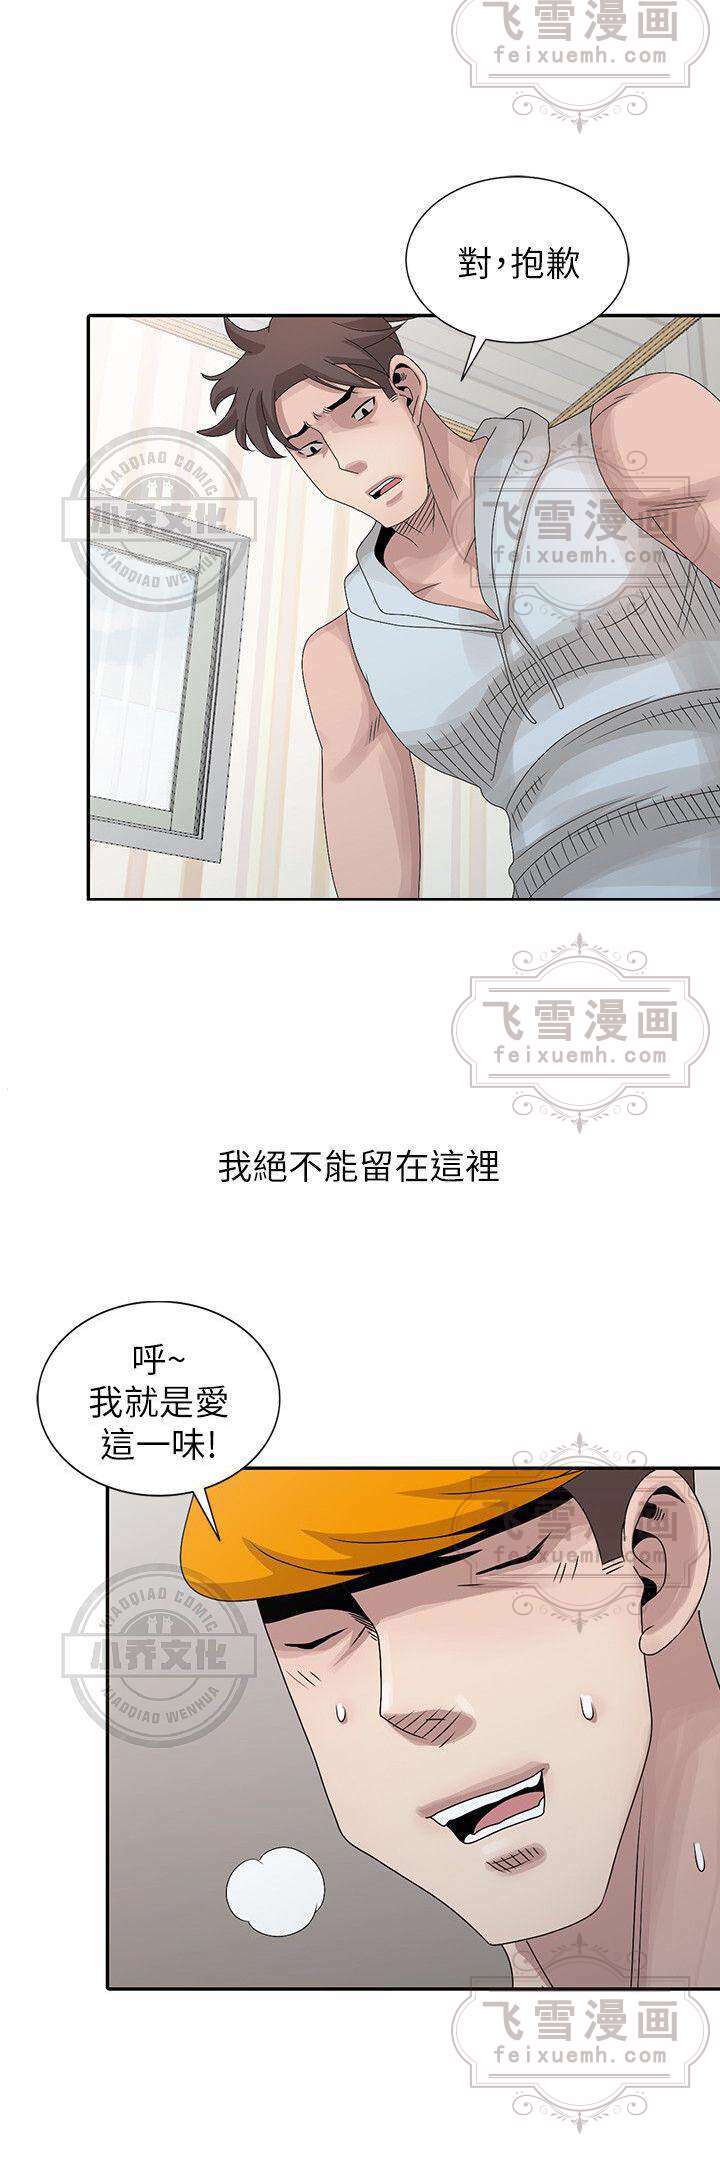 飞雪漫画
feixuemh.com
對，抱歉
XIAOQIAO COMIC
小乔文化
XIAOQIAO WENHUA
飞雪漫画
feixuemh.com
飞雪漫画
feixuemh.com
我絕不能留在這裡
呼~
我就是愛
這一味!
飞雪漫画
feixuemh.com
XIAOQIAO COMIC
小乔文化
XIAOQIAO WENHUA
飞雪漫画
feixuemh.com